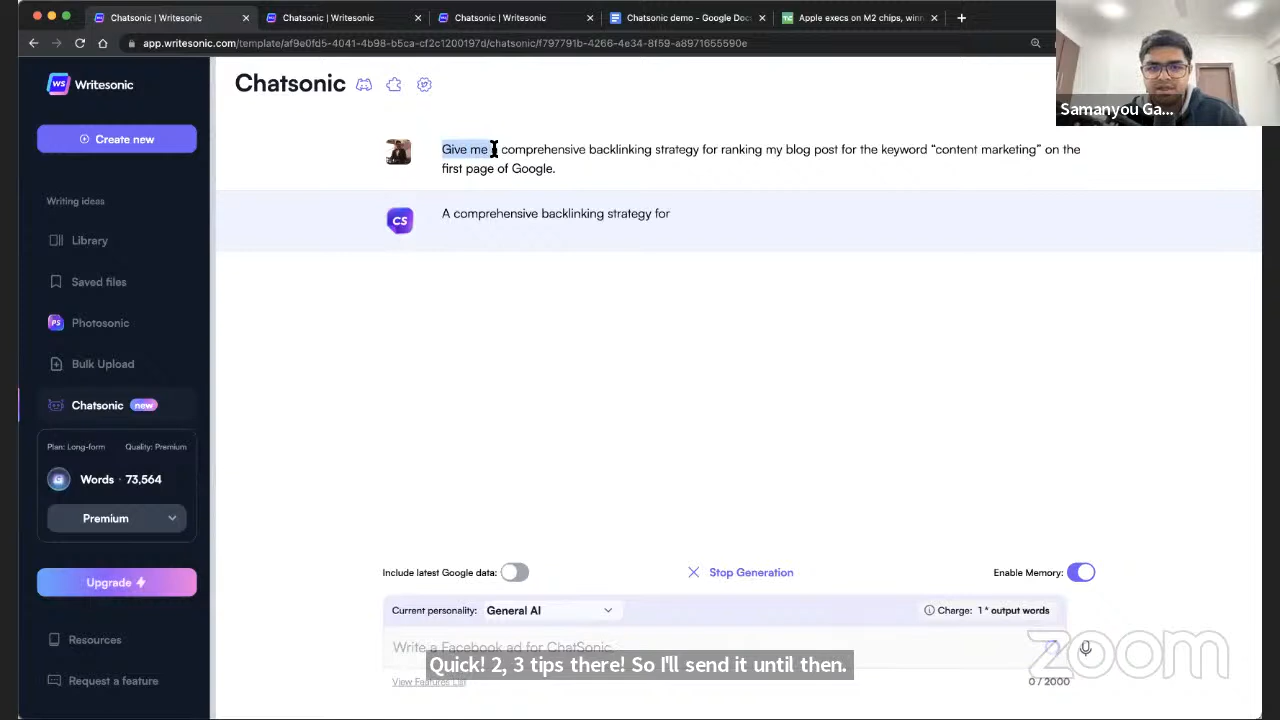 Chatsonic | Writesonic
Chatsonic | Writesonic
Chatsonic | Writesonic
Chatsonic demo - Google Docs
Apple execs on M2 chips, winn
app.writesonic.com/template/af9e0fd5-4041-4b98-b5ca-cf2c1200197d/chatsonic/f797791b-4266-4e34-8f59-a8971655590e
Samanyou Ga...
WS Writesonic
Create new
Writing ideas
Library
Saved files
PS Photosonic
Bulk Upload
Chatsonic new
Plan: Long-form Quality: Premium
Words · 73,564
Premium
Upgrade
Resources
Request a feature
Chatsonic
Give me a comprehensive backlinking strategy for ranking my blog post for the keyword “content marketing” on the
first page of Google.
CS A comprehensive backlinking strategy for
Include latest Google data: Stop Generation Enable Memory:
Current personality: General AI Charge: 1 * output words
Write a Facebook ad for ChatSonic.
Quick! 2, 3 tips there! So I'll send it until then.
View Features List 0 / 2000
zoom